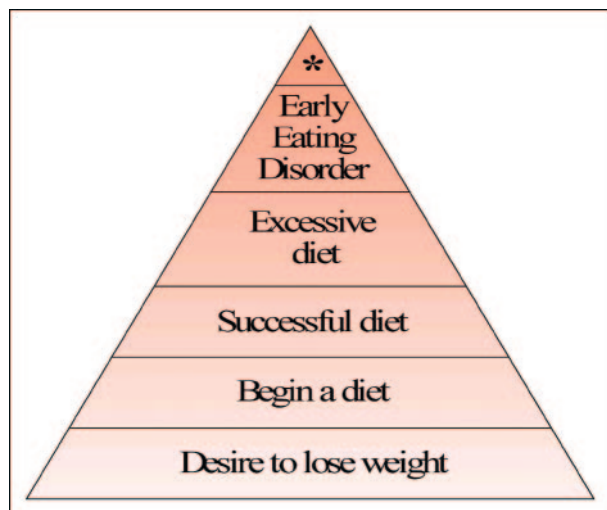 *
Early
Eating
Disorder
Excessive
diet
Successful diet
Begin a diet
Desire to lose weight